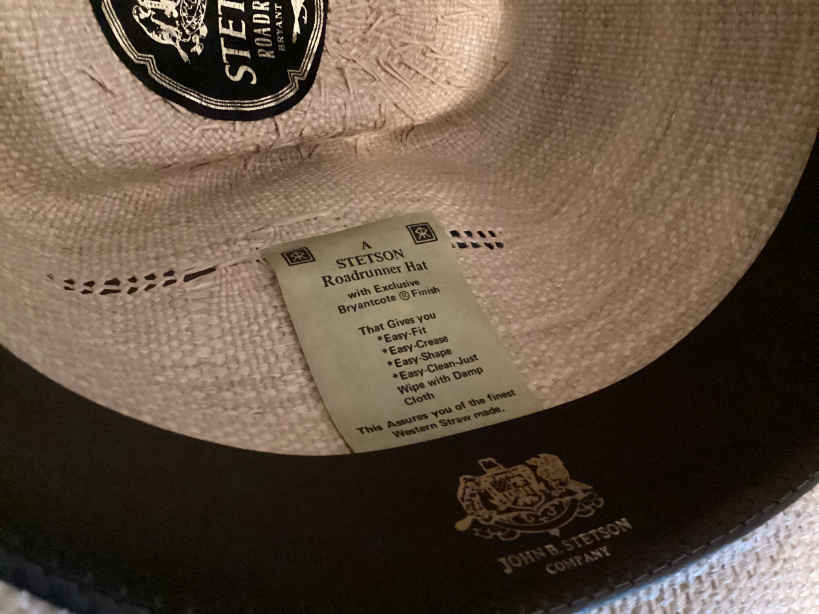 STET
ROADR
BRYANT
A
STETSON
Roadrunner Hat
with Exclusive
Bryantcote ® Finish
That Gives you
*Easy-Fit
*Easy-Crease
*Easy-Shape
*Easy-Clean-Just
Wipe with Damp
Cloth
This Assures you of the finest
Western Straw made.
JOHN B. STETSON
COMPANY